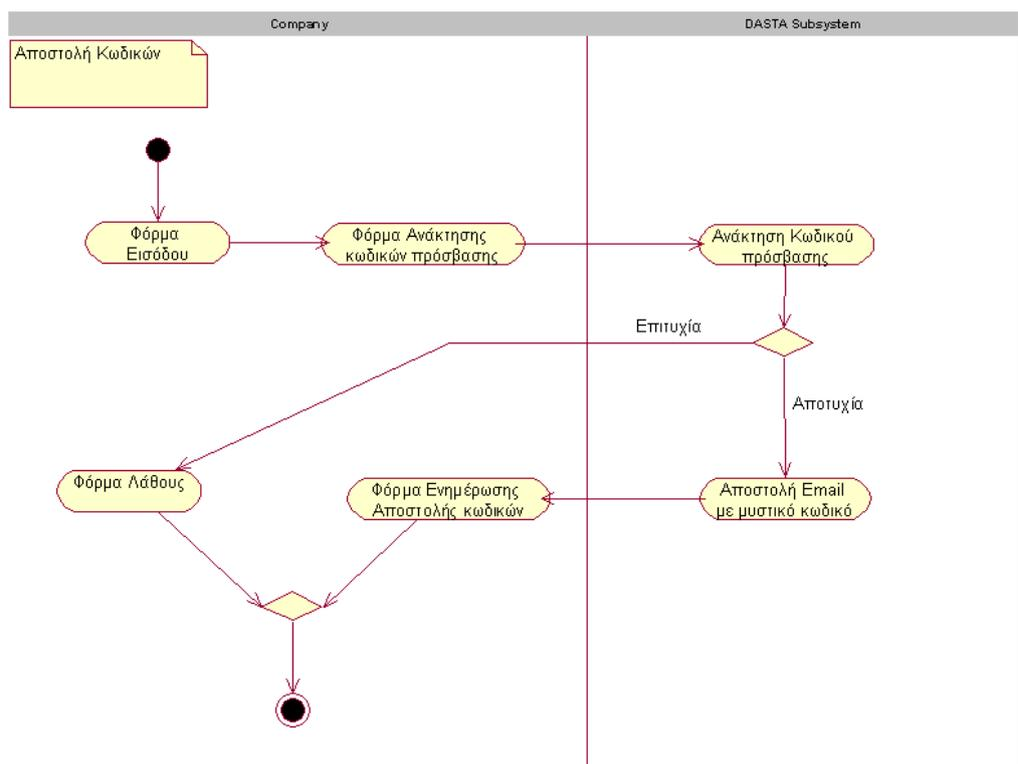 Company
DASTA Subsystem
Αποστολή Κωδικών
Φόρμα
Εισόδου
Φόρμα Ανάκτησης
κωδικών πρόσβασης
Ανάκτηση Κωδικού
πρόσβασης
Επιτυχία
Αποτυχία
Φόρμα Λάθους
Φόρμα Ενημέρωσης
Αποστολής κωδικών
Αποστολή Email
με μυστικό κωδικό